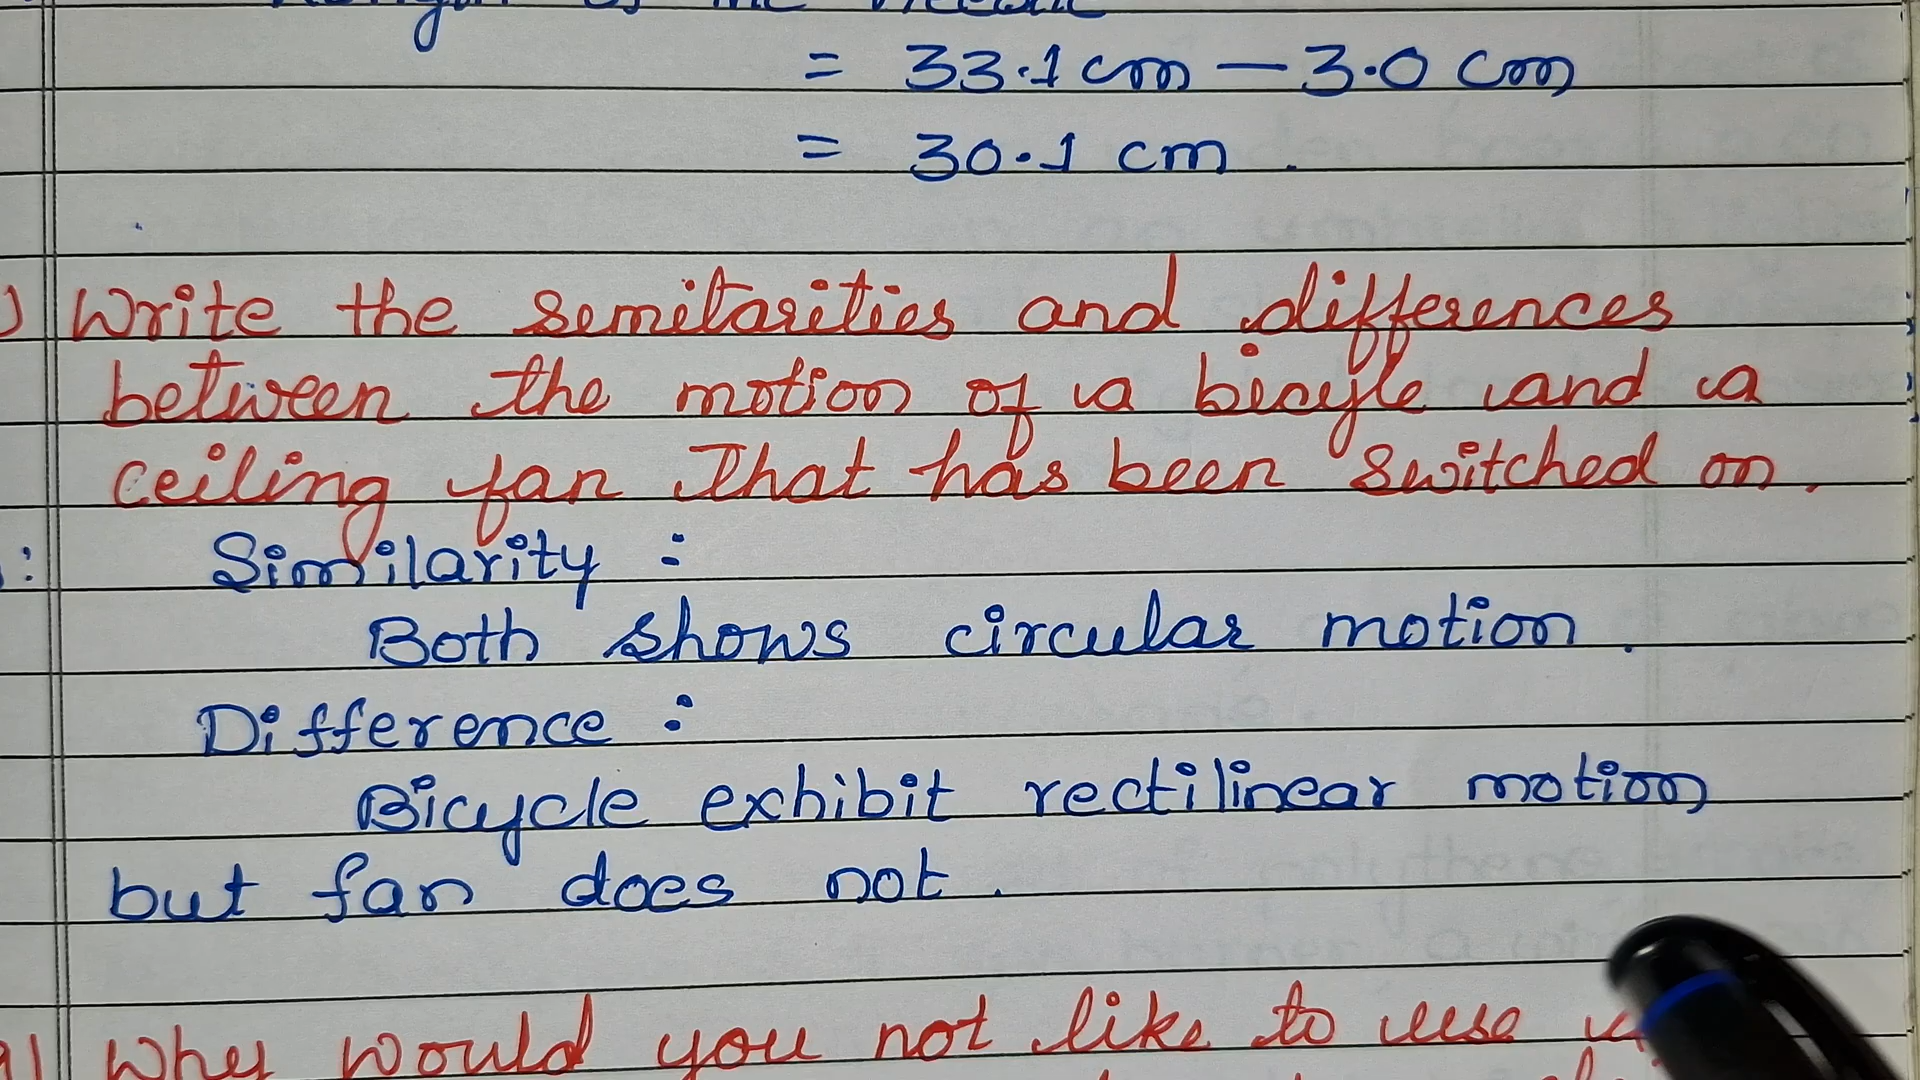 = 33.1 cm - 3.0 cm
= 30.1 cm.
) Write the semilarities and differences
between the motion of a bicycle and a
ceiling fan That has been switched on.
: Similarity :
Both shows circular motion.
Difference :
Bicycle exhibit rectilinear motion
but fan does not.
9) Why would you not like to use